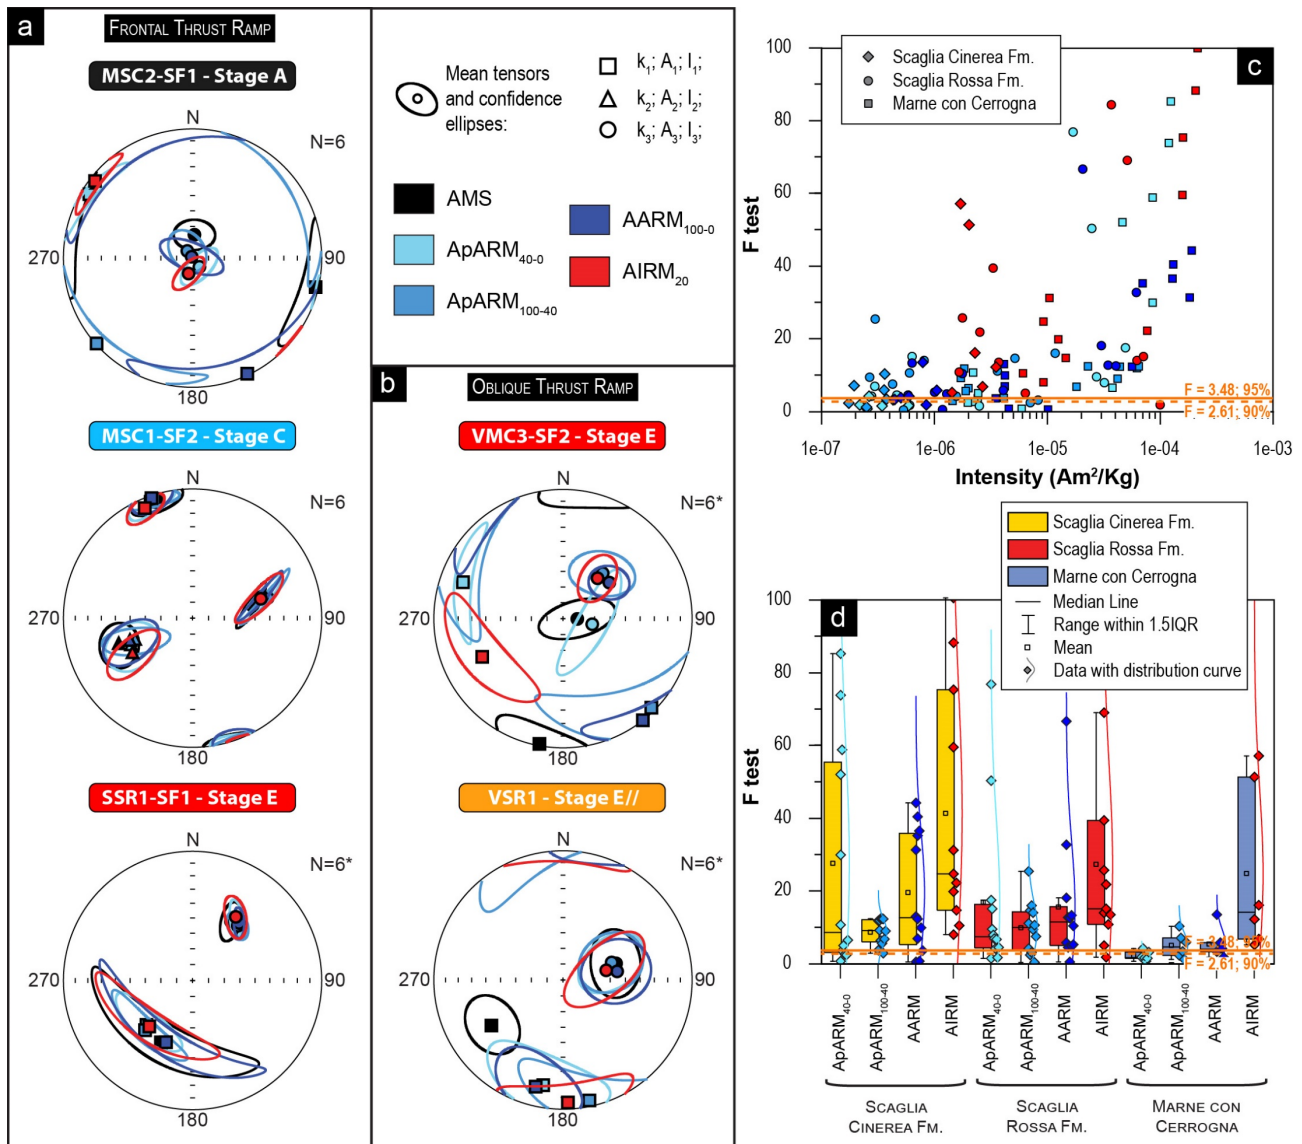 a
FRONTAL THRUST RAMP
MSC2-SF1 - Stage A
N
N=6
270
90
180
MSC1-SF2 - Stage C
N
N=6
270
90
180
SSR1-SF1 - Stage E
N
N=6*
270
90
180
Mean tensors
and confidence
ellipses:
k1; A1; I1;
k2; A2; I2;
k3; A3; I3;
AMS
ApARM40-0
ApARM100-40
AARM100-0
AIRM20
b
OBLIQUE THRUST RAMP
VMC3-SF2 - Stage E
N
N=6*
270
90
180
VSR1 - Stage E//
N
N=6*
270
90
180
c
Scaglia Cinerea Fm.
Scaglia Rossa Fm.
Marne con Cerrogna
F test
100
80
60
40
20
0
F = 3.48; 95%
F = 2.61; 90%
1e-07
1e-06
1e-05
1e-04
1e-03
Intensity (Am2/Kg)
d
Scaglia Cinerea Fm.
Scaglia Rossa Fm.
Marne con Cerrogna
Median Line
Range within 1.5IQR
Mean
Data with distribution curve
F test
100
80
60
40
20
0
F = 3.48; 95%
F = 2.61; 90%
ApARM40-0
ApARM100-40
AARM
AIRM
ApARM40-0
ApARM100-40
AARM
AIRM
ApARM40-0
ApARM100-40
AARM
AIRM
SCAGLIA
CINEREA FM.
SCAGLIA
ROSSA FM.
MARNE CON
CERROGNA